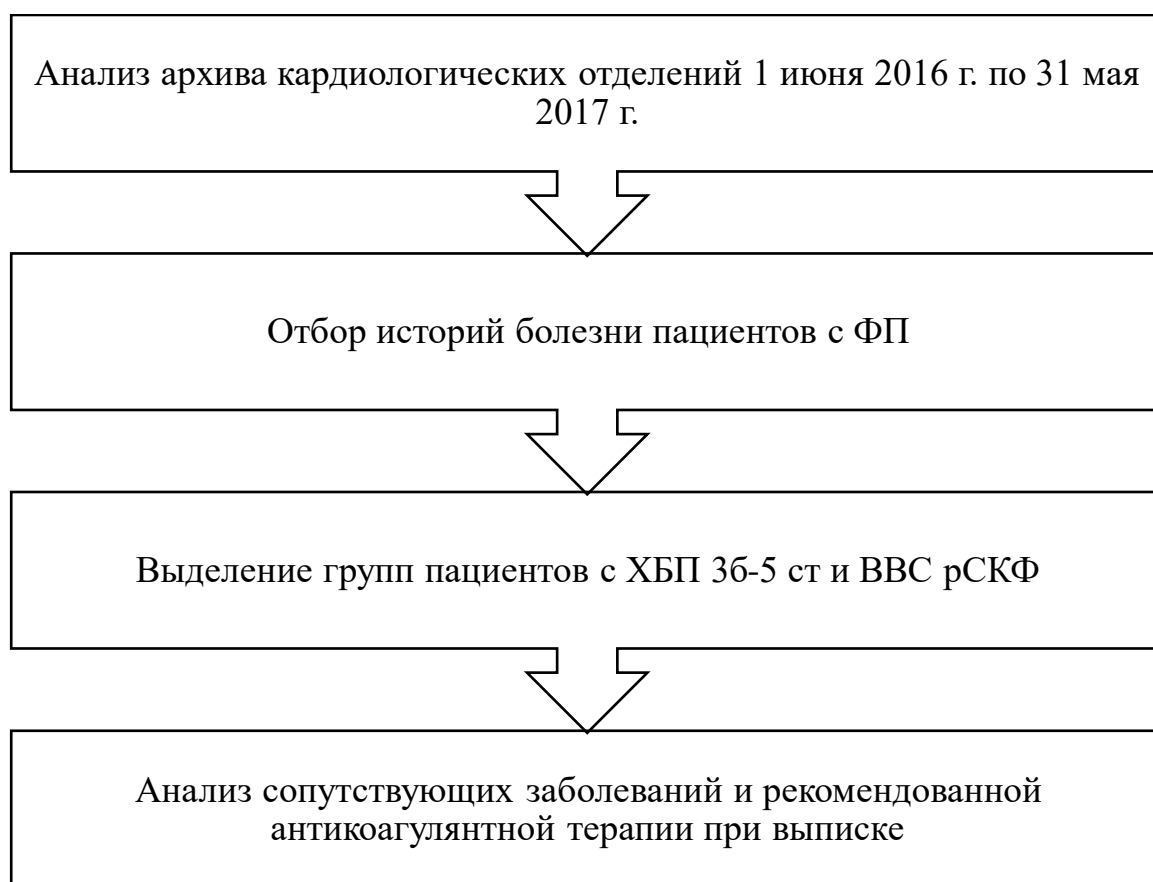 Анализ архива кардиологических отделений 1 июня 2016 г. по 31 мая
2017 г.
Отбор историй болезни пациентов с ФП
Выделение групп пациентов с ХБП 3б-5 ст и ВВС рСКФ
Анализ сопутствующих заболеваний и рекомендованной
антикоагулянтной терапии при выписке